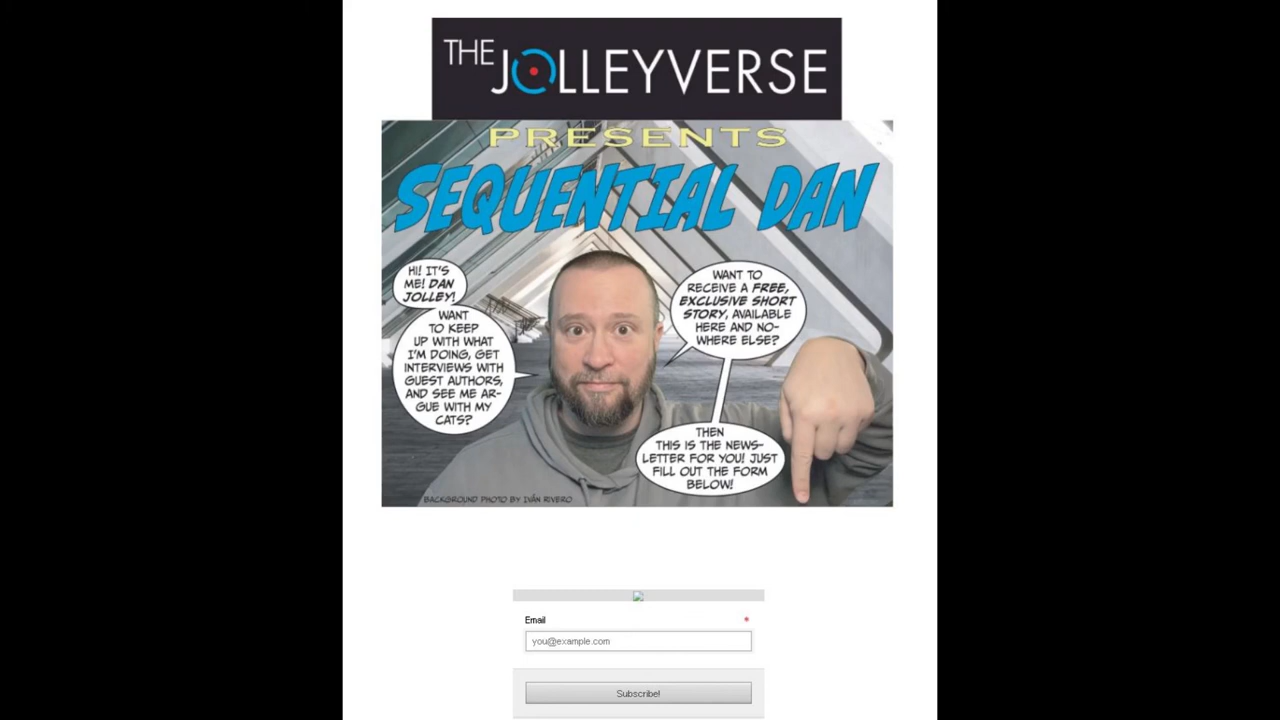 THE JOLLEYVERSE
PRESENTS
SEQUENTIAL DAN
HI! IT'S
ME! DAN
JOLLEY!
WANT
TO KEEP
UP WITH WHAT
I'M DOING, GET
INTERVIEWS WITH
GUEST AUTHORS,
AND SEE ME AR-
GUE WITH MY
CATS?
WANT TO
RECEIVE A FREE,
EXCLUSIVE SHORT
STORY, AVAILABLE
HERE AND NO-
WHERE ELSE?
THEN
THIS IS THE NEWS-
LETTER FOR YOU! JUST
FILL OUT THE FORM
BELOW!
BACKGROUND PHOTO BY IVÁN RIVERO
Email *
you@example.com
Subscribe!